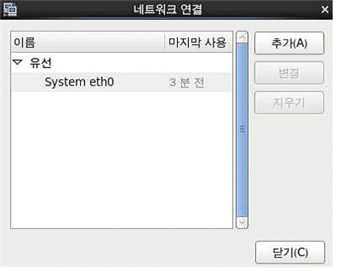 네트워크 연결
이름 마지막 사용 추가(A)
유선 변경
System eth0 3 분 전
지우기
닫기(C)